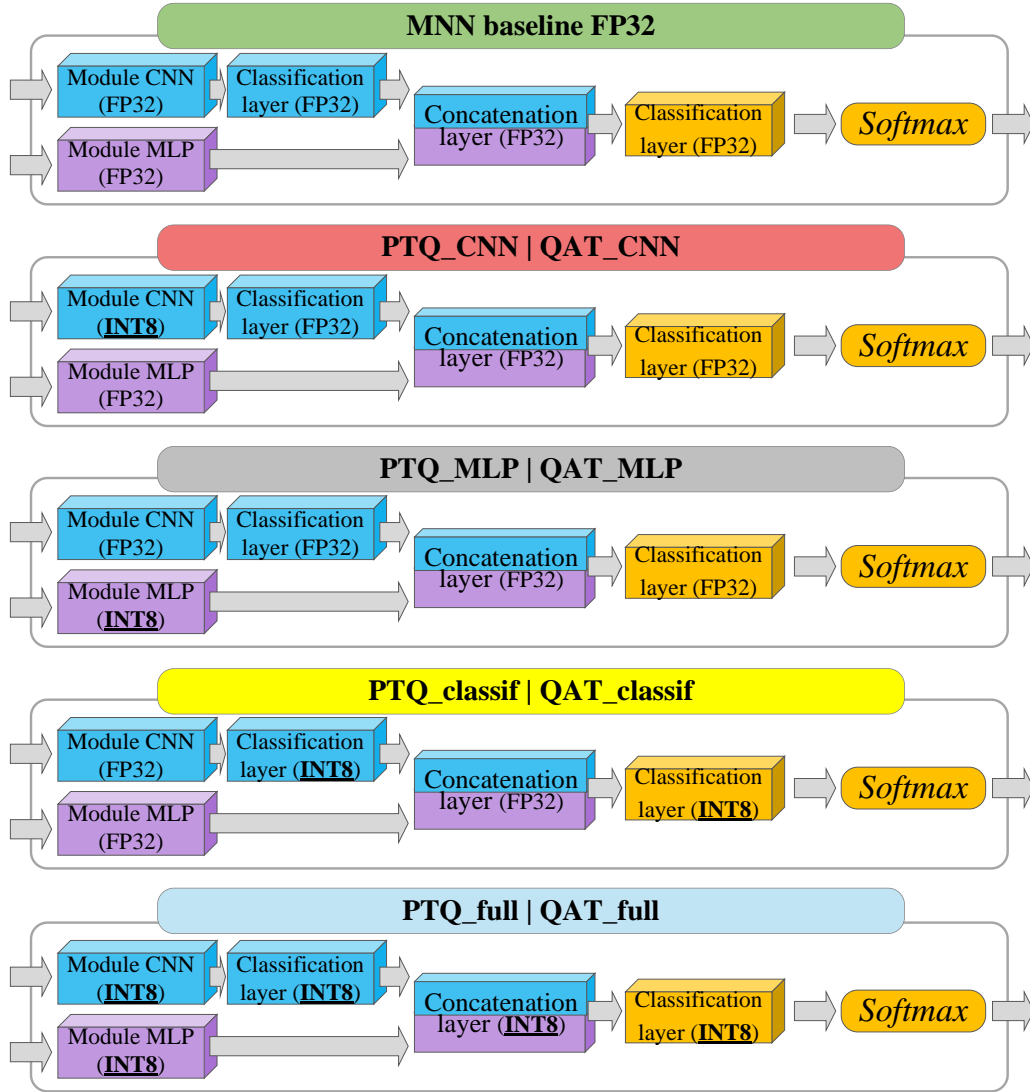 MNN baseline FP32
Module CNN
(FP32)
Classification
layer (FP32)
Concatenation
layer (FP32)
Classification
layer (FP32)
Softmax
Module MLP
(FP32)
PTQ_CNN | QAT_CNN
Module CNN
(INT8)
Classification
layer (FP32)
Concatenation
layer (FP32)
Classification
layer (FP32)
Softmax
Module MLP
(FP32)
PTQ_MLP | QAT_MLP
Module CNN
(FP32)
Classification
layer (FP32)
Concatenation
layer (FP32)
Classification
layer (FP32)
Softmax
Module MLP
(INT8)
PTQ_classif | QAT_classif
Module CNN
(FP32)
Classification
layer (INT8)
Concatenation
layer (FP32)
Classification
layer (INT8)
Softmax
Module MLP
(FP32)
PTQ_full | QAT_full
Module CNN
(INT8)
Classification
layer (INT8)
Concatenation
layer (INT8)
Classification
layer (INT8)
Softmax
Module MLP
(INT8)